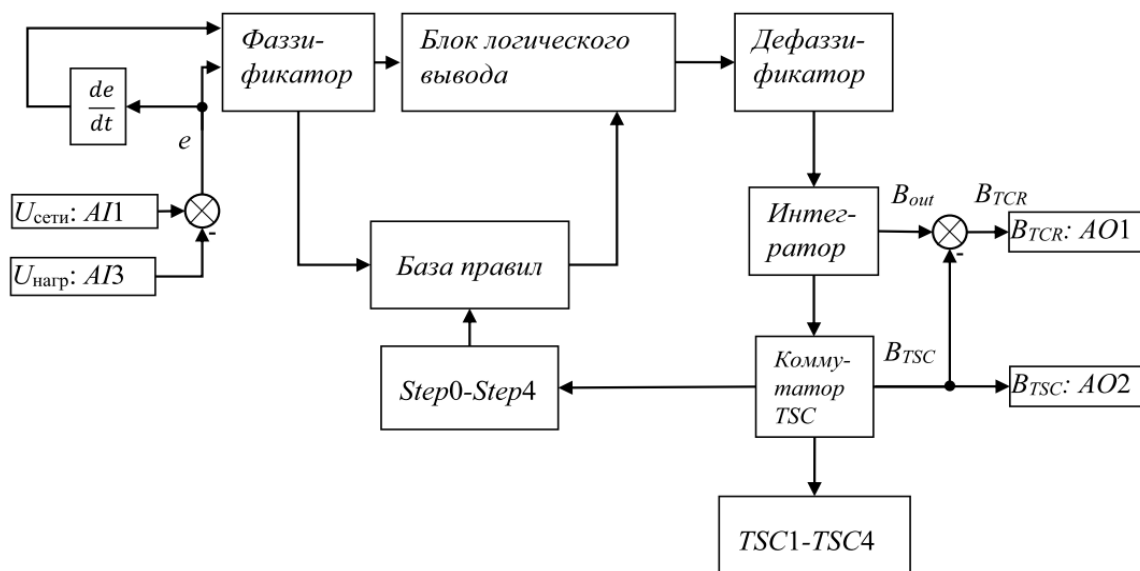 Фаззи-
фикатор
Блок логического
вывода
Дефаззи-
фикатор
de
dt
e
Uсети: AI1
-
Uнагр: AI3
База правил
Интег-
ратор
Bout
BTCR
BTCR: AO1
-
Step0-Step4
Комму-
татор
TSC
BTSC
BTSC: AO2
TSC1-TSC4